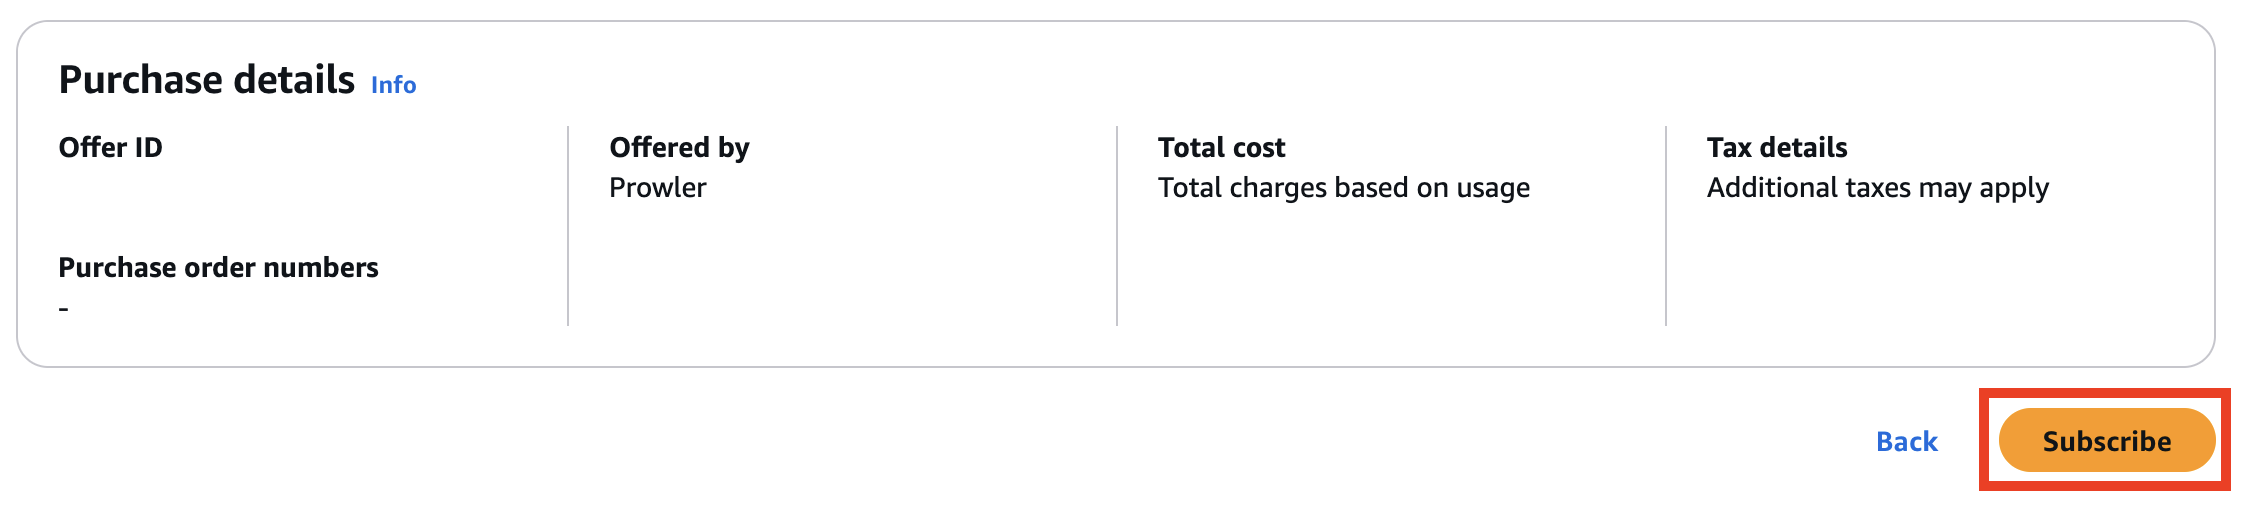 Purchase details Info
Offer ID
Offered by
Prowler
Total cost
Total charges based on usage
Tax details
Additional taxes may apply
Purchase order numbers
-
Back
Subscribe